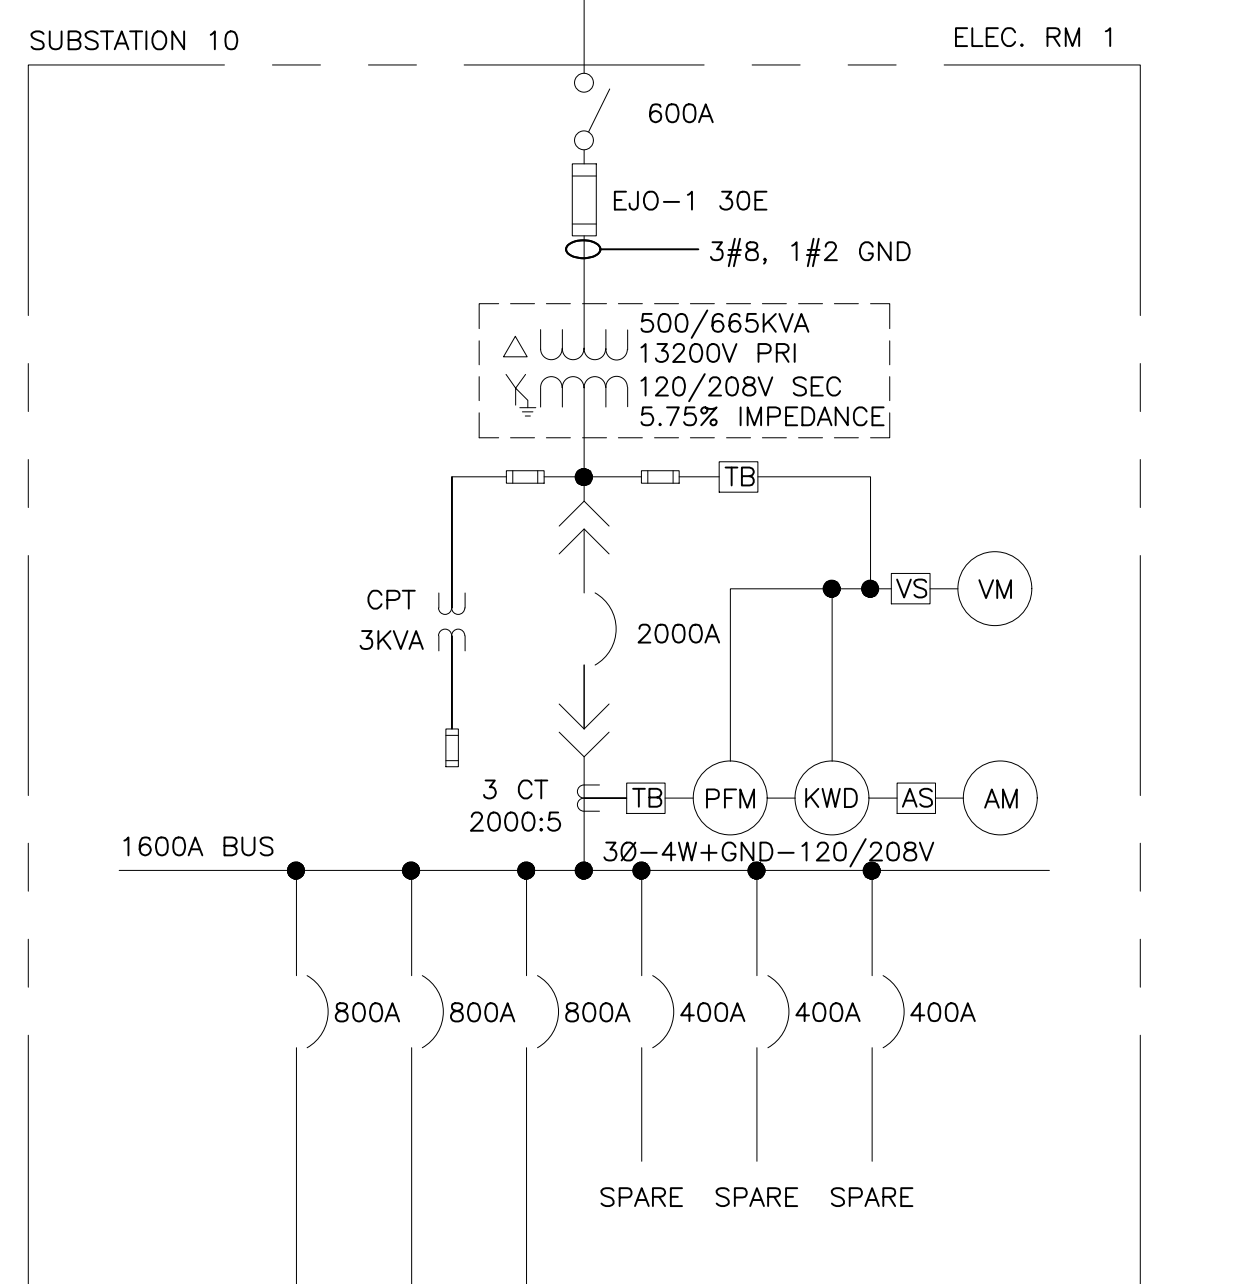 SUBSTATION 10
ELEC. RM 1
600A
EJO-1 30E
3#8, 1#2 GND
500/665KVA
13200V PRI
120/208V SEC
5.75% IMPEDANCE
TB
CPT
3KVA
2000A
VS
VM
3 CT
2000:5
TB
PFM
KWD
AS
AM
1600A BUS
3Ø-4W+GND-120/208V
800A
800A
800A
400A
400A
400A
SPARE
SPARE
SPARE